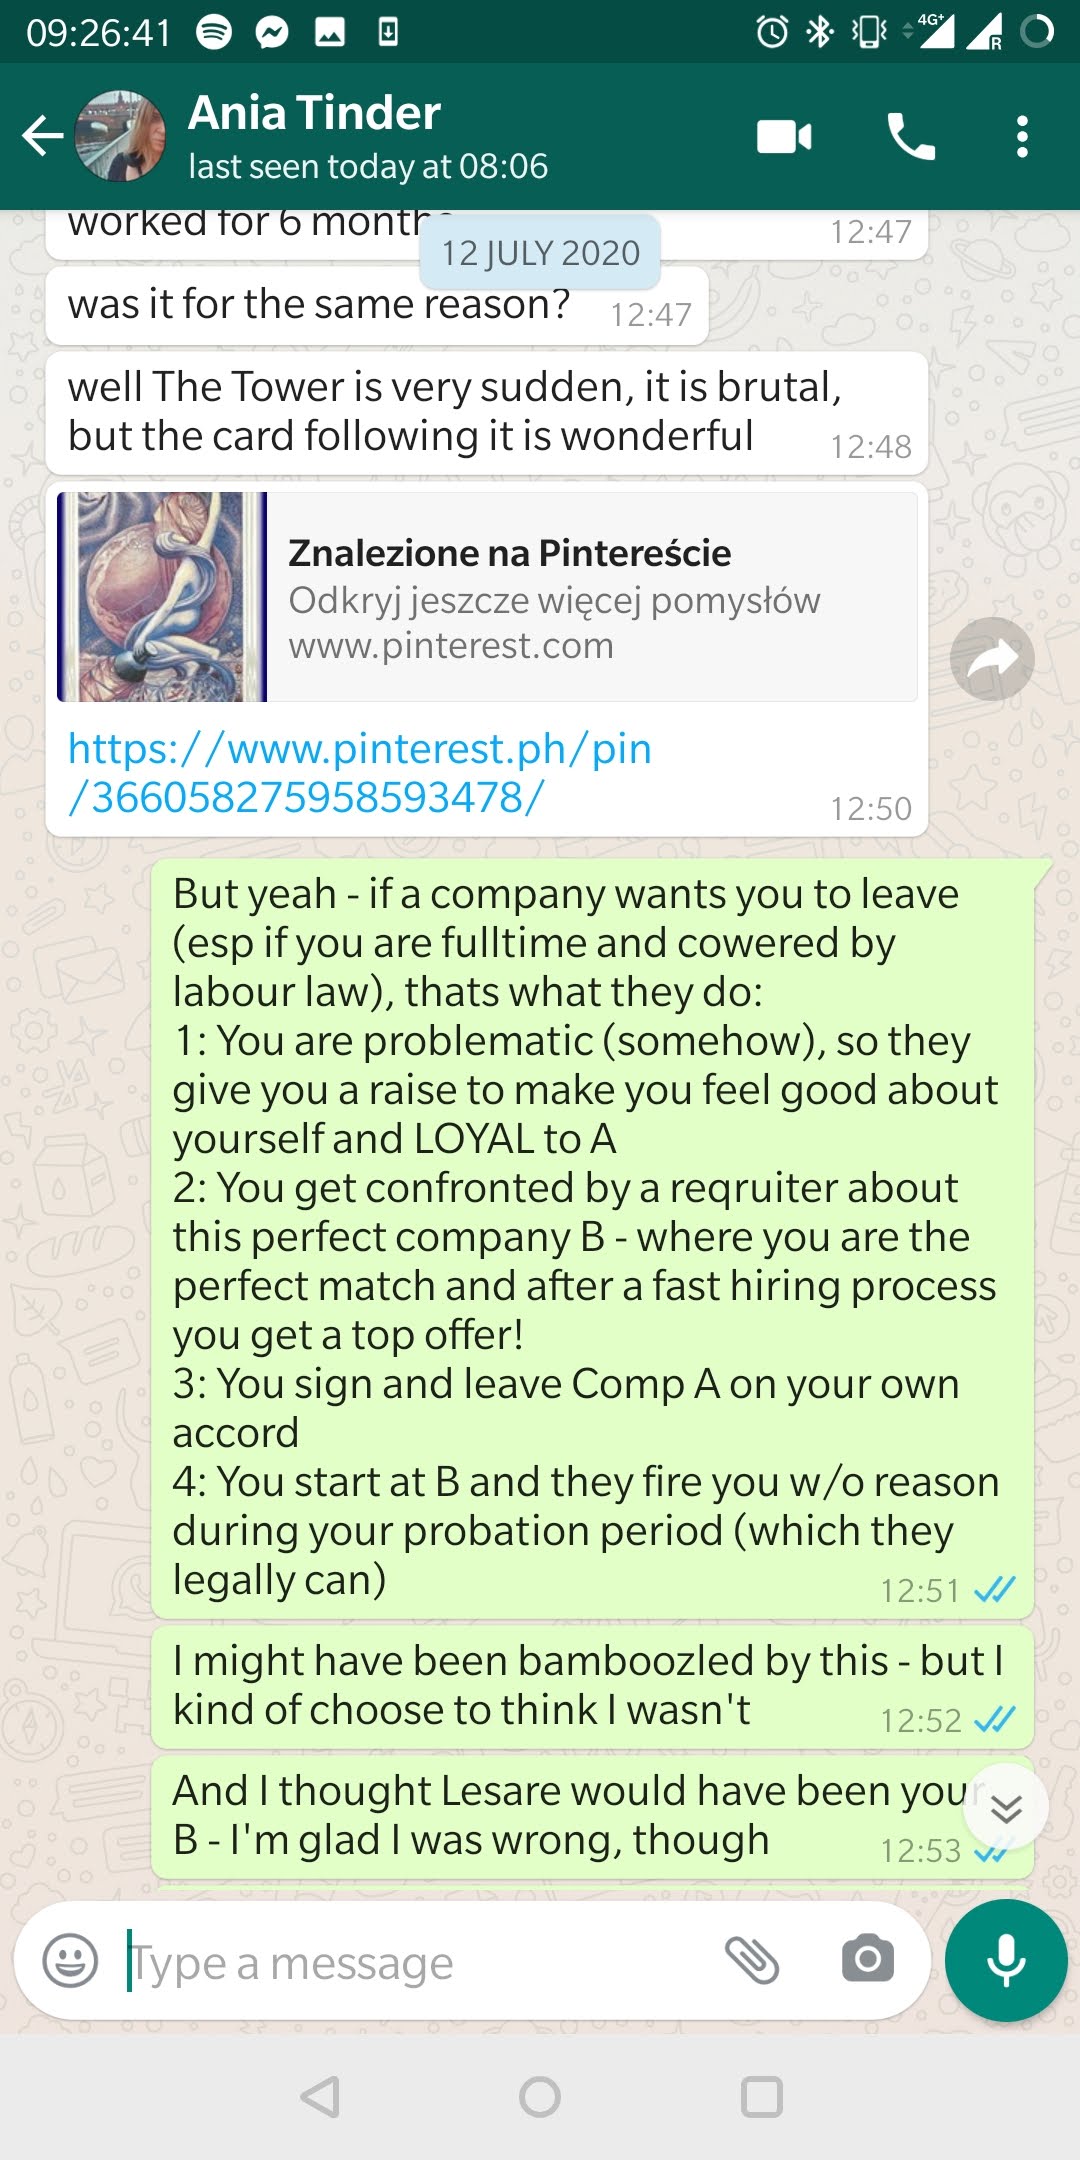 09:26:41
4G+
R
Ania Tinder
last seen today at 08:06
worked for 6 months
12:47
12 JULY 2020
was it for the same reason?
12:47
well The Tower is very sudden, it is brutal,
but the card following it is wonderful
12:48
Znalezione na Pintereście
Odkryj jeszcze więcej pomysłów
www.pinterest.com
https://www.pinterest.ph/pin
/366058275958593478/
12:50
But yeah - if a company wants you to leave
(esp if you are fulltime and cowered by
labour law), thats what they do:
1: You are problematic (somehow), so they
give you a raise to make you feel good about
yourself and LOYAL to A
2: You get confronted by a reqruiter about
this perfect company B - where you are the
perfect match and after a fast hiring process
you get a top offer!
3: You sign and leave Comp A on your own
accord
4: You start at B and they fire you w/o reason
during your probation period (which they
legally can)
12:51
I might have been bamboozled by this - but I
kind of choose to think I wasn't
12:52
And I thought Lesare would have been your
B - I'm glad I was wrong, though
12:53
Type a message